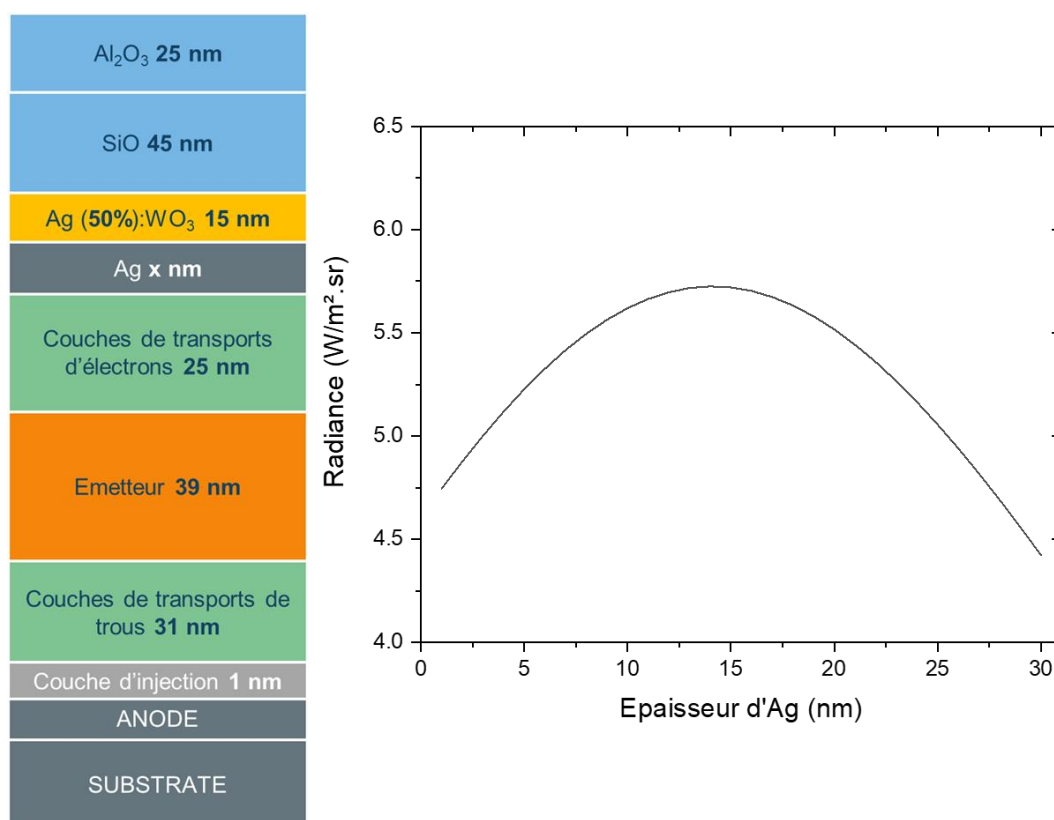 Al₂O₃ 25 nm
SiO 45 nm
Ag (50%):WO₃ 15 nm
Ag x nm
Couches de transports
d’électrons 25 nm
Emetteur 39 nm
Couches de transports de
trous 31 nm
Couche d’injection 1 nm
ANODE
SUBSTRATE
Radiance (W/m².sr)
6.5
6.0
5.5
5.0
4.5
4.0
0 5 10 15 20 25 30
Epaisseur d'Ag (nm)